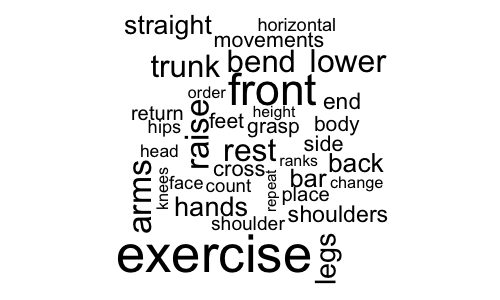 straight horizontal
movements
trunk bend lower
order front
return height end
hips raise feet grasp body
head rest side
cross ranks back
arms knees face count repeat bar change
hands place
shoulder shoulders
exercise legs